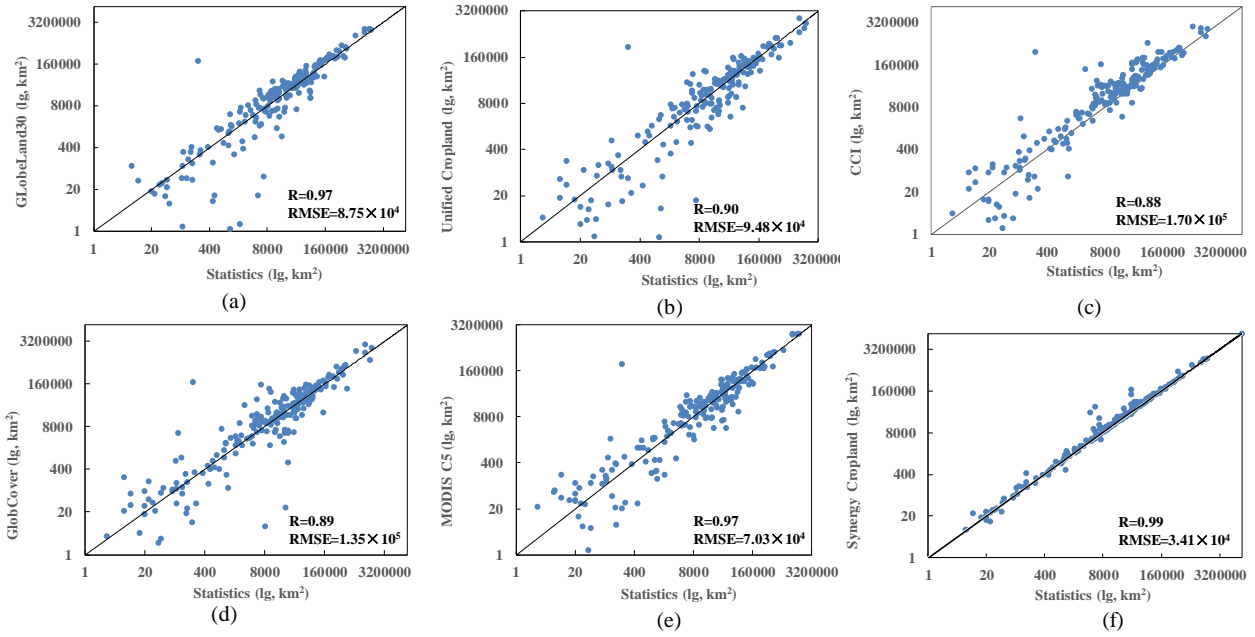 3200000
160000
8000
400
20
1
GLobeLand30 (lg, km²)
R=0.97
RMSE=8.75×10⁴
1 20 400 8000 160000 3200000
Statistics (lg, km²)
(a)
3200000
160000
8000
400
20
1
Unified Cropland (lg, km²)
R=0.90
RMSE=9.48×10⁴
1 20 400 8000 160000 3200000
Statistics (lg, km²)
(b)
3200000
160000
8000
400
20
1
CCI (lg, km²)
R=0.88
RMSE=1.70×10⁵
1 20 400 8000 160000 3200000
Statistics (lg, km²)
(c)
3200000
160000
8000
400
20
1
GlobCover (lg, km²)
R=0.89
RMSE=1.35×10⁵
1 20 400 8000 160000 3200000
Statistics (lg, km²)
(d)
3200000
160000
8000
400
20
1
MODIS C5 (lg, km²)
R=0.97
RMSE=7.03×10⁴
1 20 400 8000 160000 3200000
Statistics (lg, km²)
(e)
3200000
160000
8000
400
20
1
Synergy Cropland (lg, km²)
R=0.99
RMSE=3.41×10⁴
1 20 400 8000 160000 3200000
Statistics (lg, km²)
(f)